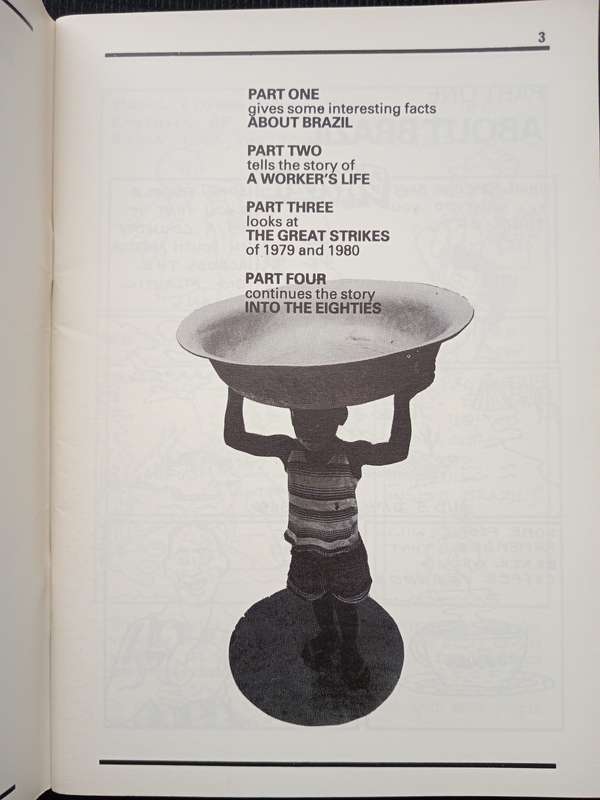 3
PART ONE
gives some interesting facts
ABOUT BRAZIL
PART TWO
tells the story of
A WORKER'S LIFE
PART THREE
looks at
THE GREAT STRIKES
of 1979 and 1980
PART FOUR
continues the story
INTO THE EIGHTIES